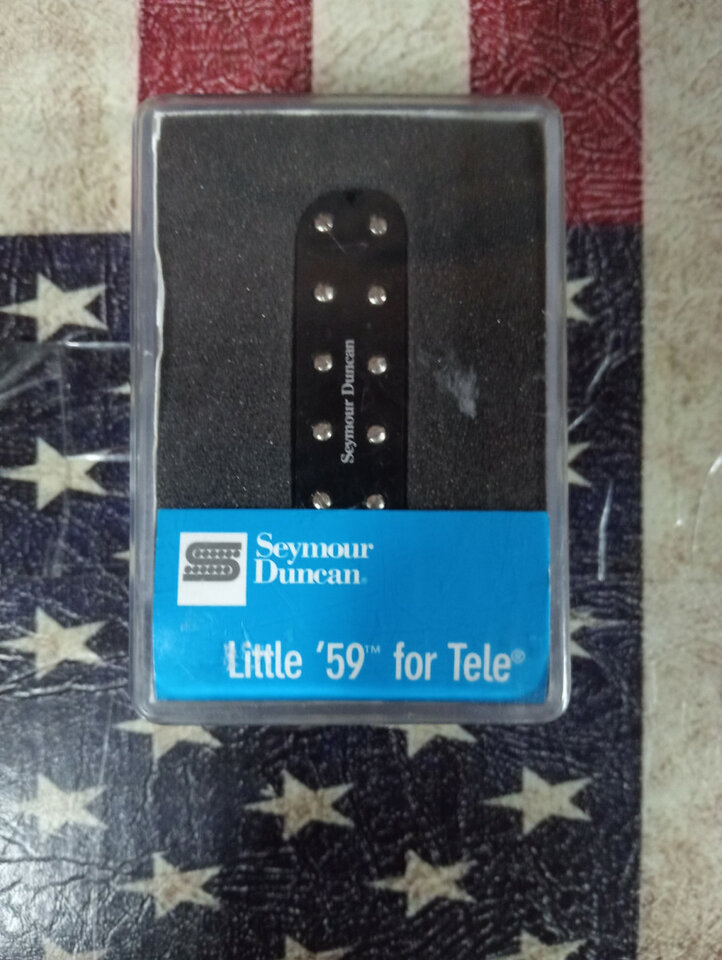 Seymour Duncan
Seymour
Duncan®
Little '59™ for Tele®